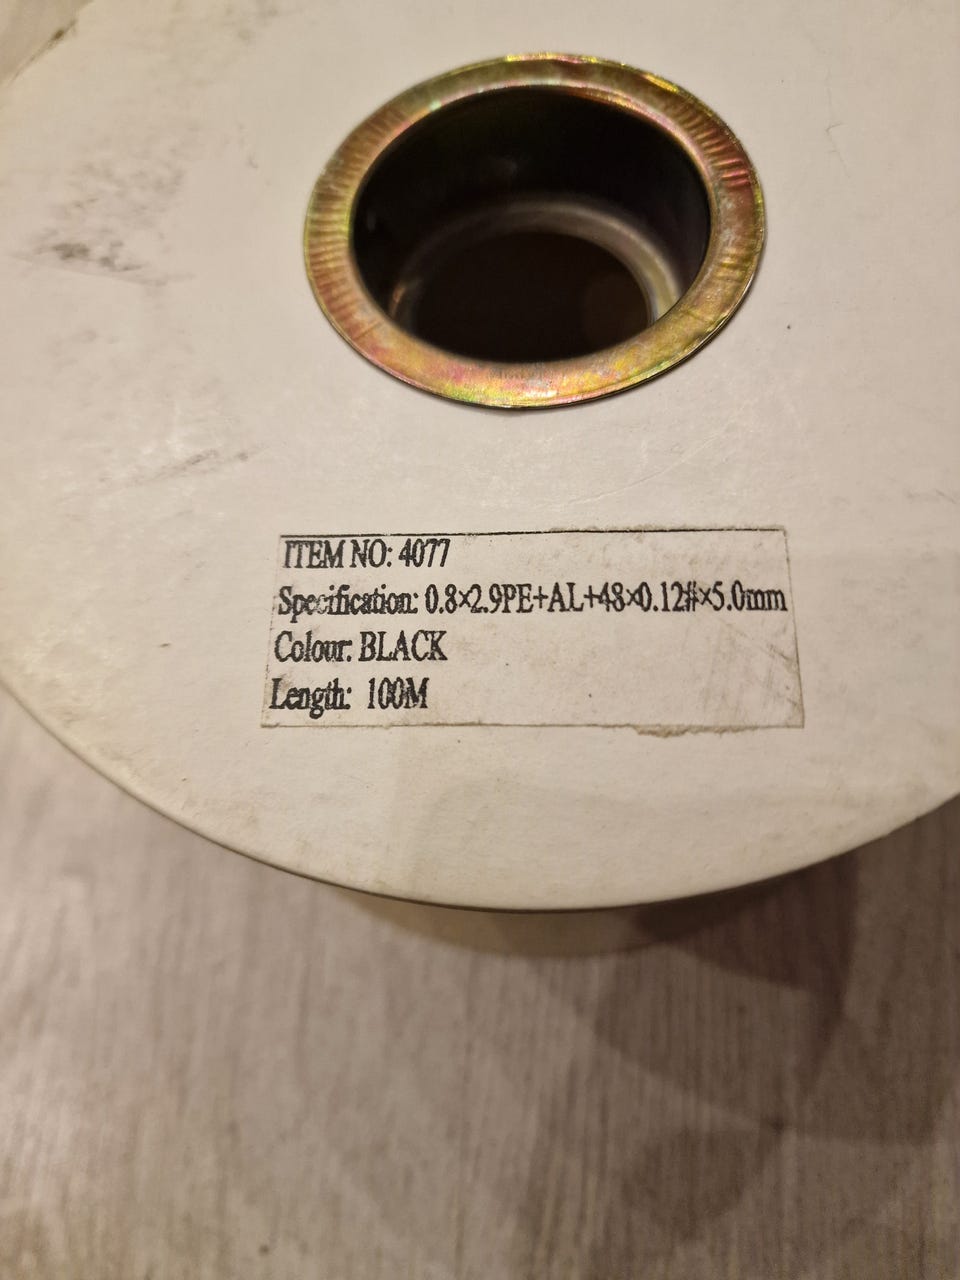 ITEM NO: 4077
Specification: 0.8×2.9PE+AL+48×0.12#×5.0mm
Colour: BLACK
Length: 100M